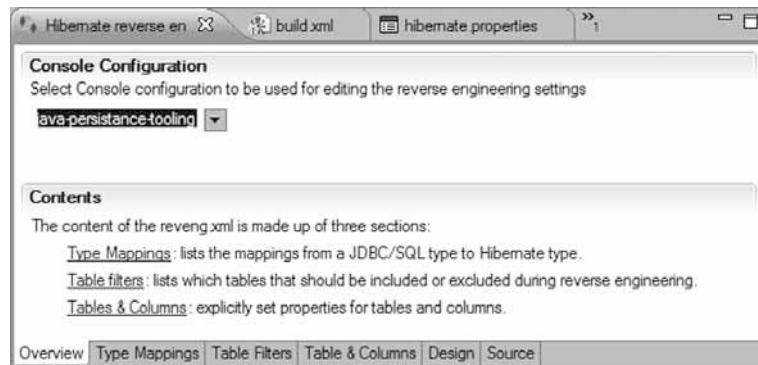 Hibernate reverse en build.xml hibernate.properties »1
Console Configuration
Select Console configuration to be used for editing the reverse engineering settings
java-persistance-tooling
Contents
The content of the reveng.xml is made up of three sections:
Type Mappings : lists the mappings from a JDBC/SQL type to Hibernate type.
Table filters : lists which tables that should be included or excluded during reverse engineering.
Tables & Columns : explicitly set properties for tables and columns.
Overview Type Mappings Table Filters Table & Columns Design Source